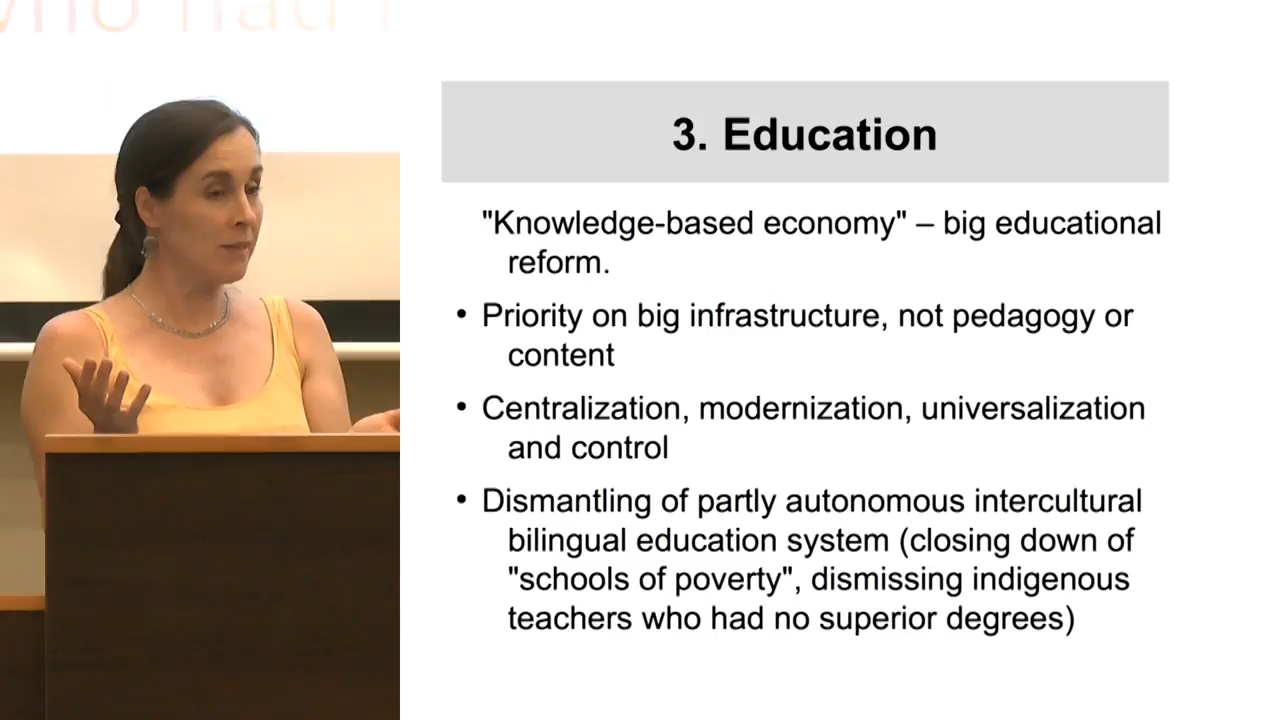 who had
3. Education
"Knowledge-based economy" – big educational
reform.
• Priority on big infrastructure, not pedagogy or
content
• Centralization, modernization, universalization
and control
• Dismantling of partly autonomous intercultural
bilingual education system (closing down of
"schools of poverty", dismissing indigenous
teachers who had no superior degrees)